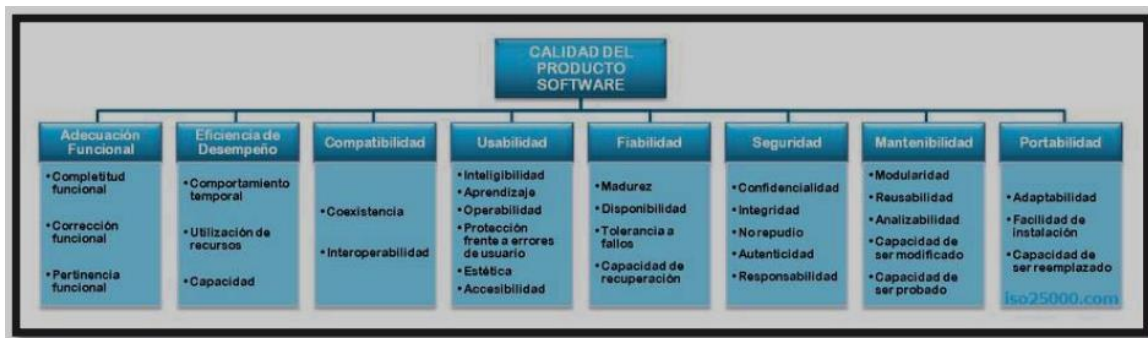 CALIDAD DEL
PRODUCTO
SOFTWARE
Adecuación
Funcional
• Completitud
funcional
• Corrección
funcional
• Pertinencia
funcional
Eficiencia de
Desempeño
• Comportamiento
temporal
• Utilización de
recursos
• Capacidad
Compatibilidad
• Coexistencia
• Interoperabilidad
Usabilidad
• Inteligibilidad
• Aprendizaje
• Operabilidad
• Protección
frente a errores
de usuario
• Estética
• Accesibilidad
Fiabilidad
• Madurez
• Disponibilidad
• Tolerancia a
fallos
• Capacidad de
recuperación
Seguridad
• Confidencialidad
• Integridad
• No repudio
• Autenticidad
• Responsabilidad
Mantenibilidad
• Modularidad
• Reusabilidad
• Analizabilidad
• Capacidad de
ser modificado
• Capacidad de
ser probado
Portabilidad
• Adaptabilidad
• Facilidad de
instalación
• Capacidad de
ser reemplazado
iso25000.com